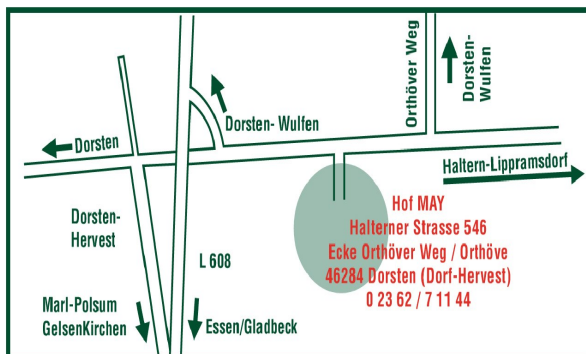 Orthöver Weg
Dorsten-
Wulfen
Dorsten- Wulfen
Dorsten
Haltern-Lippramsdorf
Dorsten-
Hervest
L 608
Marl-Polsum
GelsenKirchen
Essen/Gladbeck
Hof MAY
Halterner Strasse 546
Ecke Orthöver Weg / Orthöve
46284 Dorsten (Dorf-Hervest)
0 23 62 / 7 11 44